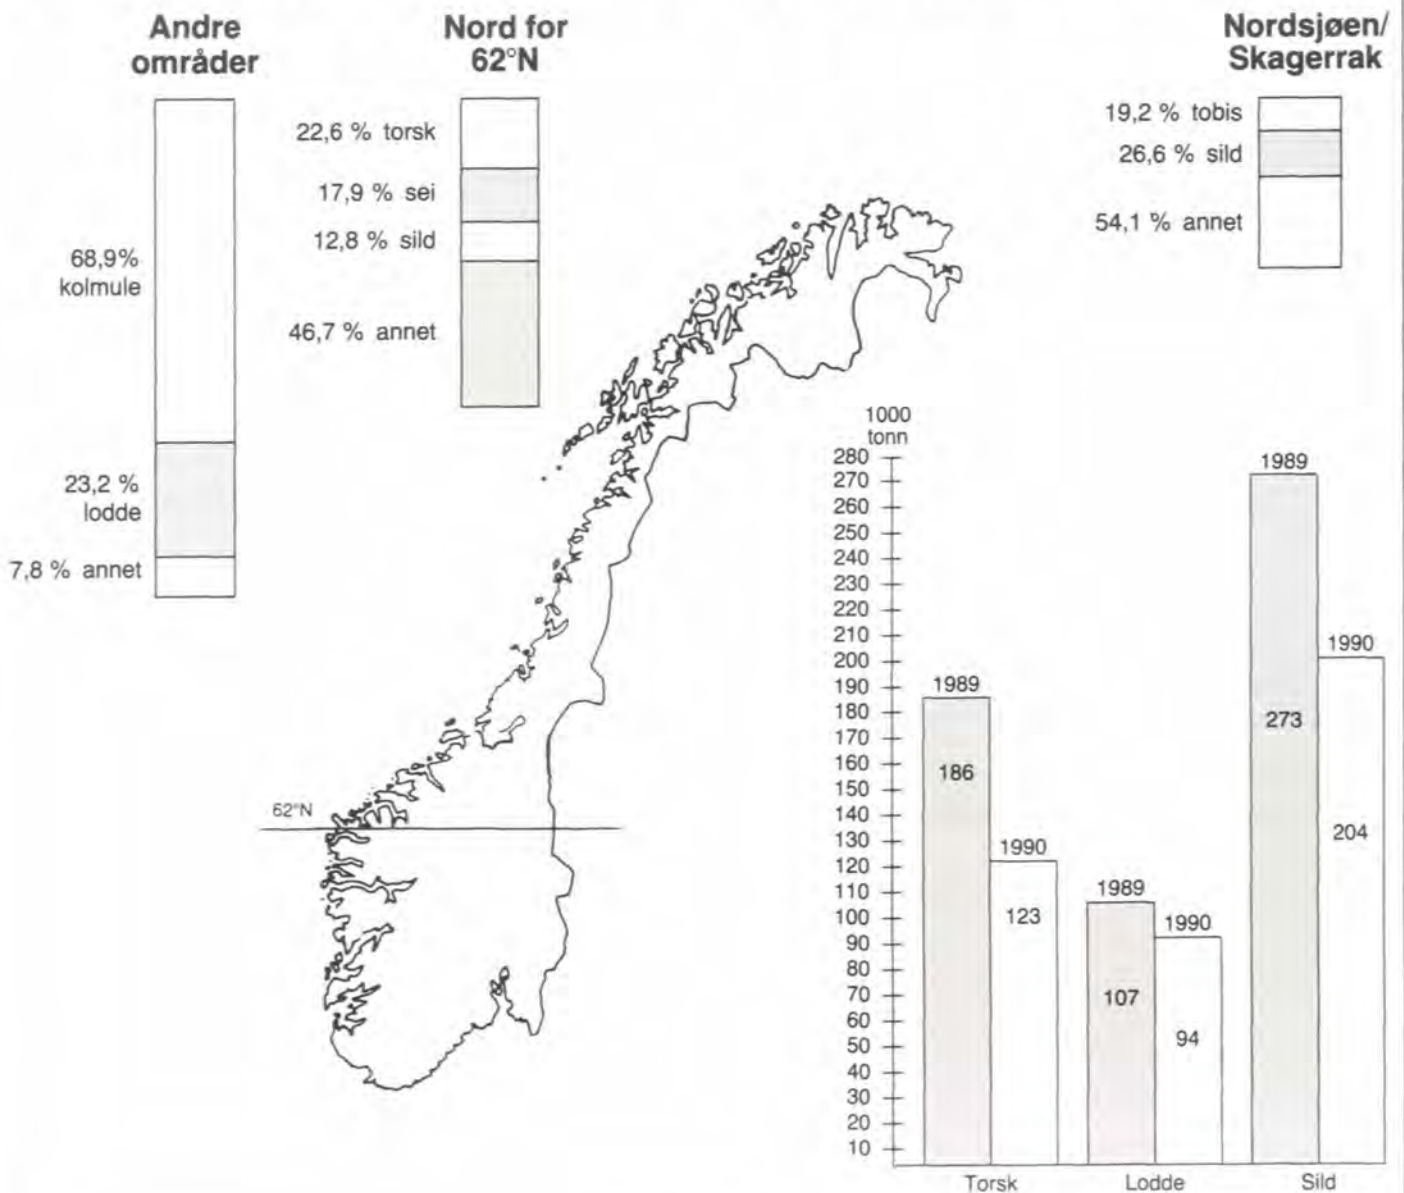 Andre
områder
68,9%
kolmule
23,2 %
lodde
7,8 % annet
Nord for
62°N
22,6 % torsk
17,9 % sei
12,8 % sild
46,7 % annet
Nordsjøen/
Skagerrak
19,2 % tobis
26,6 % sild
54,1 % annet
62°N
1000
tonn
280
270
260
250
240
230
220
210
200
190
180
170
160
150
140
130
120
110
100
90
80
70
60
50
40
30
20
10
1989
186
1990
123
Torsk
1989
107
1990
94
Lodde
1989
273
1990
204
Sild